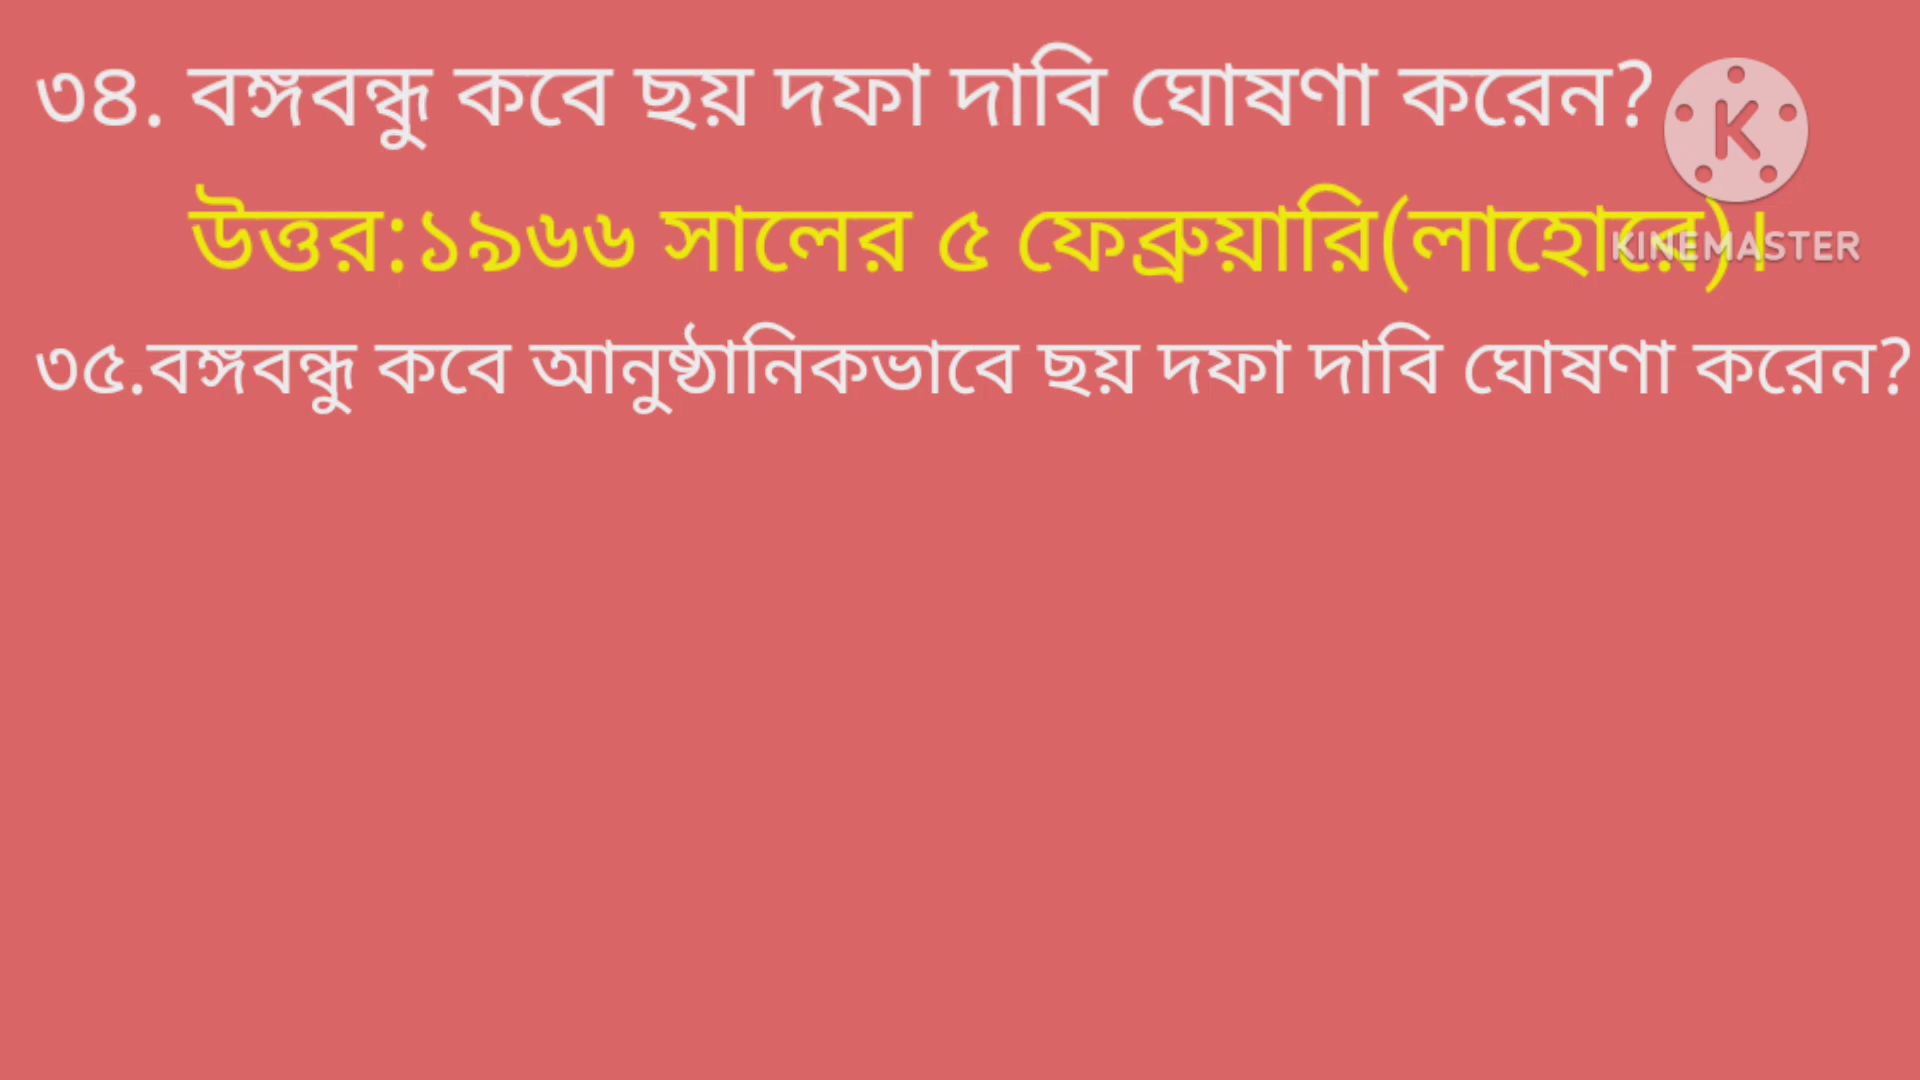 ৩৪. বঙ্গবন্ধু কবে ছয় দফা দাবি ঘোষণা করেন?
K
উত্তর:১৯৬৬ সালের ৫ ফেব্রুয়ারি(লাহোরে)।
KINEMASTER
৩৫.বঙ্গবন্ধু কবে আনুষ্ঠানিকভাবে ছয় দফা দাবি ঘোষণা করেন?